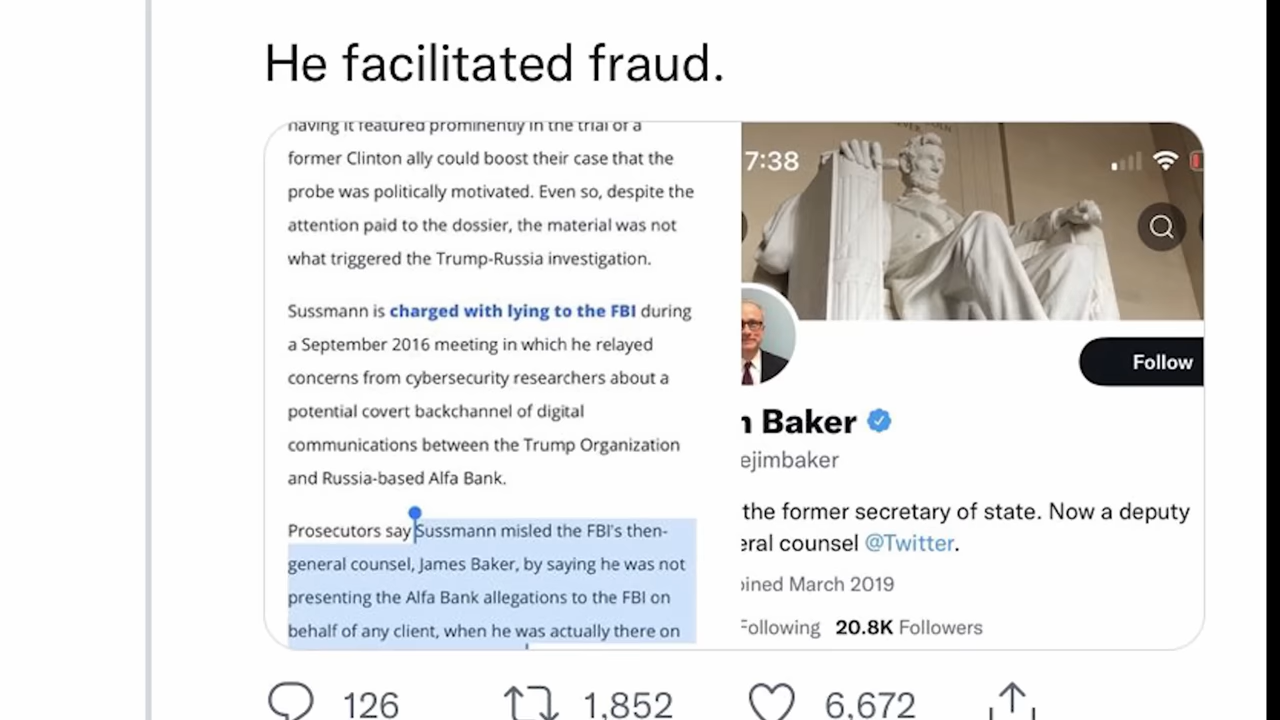 He facilitated fraud.
having it featured prominently in the trial of a
former Clinton ally could boost their case that the
probe was politically motivated. Even so, despite the
attention paid to the dossier, the material was not
what triggered the Trump-Russia investigation.
Sussmann is charged with lying to the FBI during
a September 2016 meeting in which he relayed
concerns from cybersecurity researchers about a
potential covert backchannel of digital
communications between the Trump Organization
and Russia-based Alfa Bank.
Prosecutors say Sussmann misled the FBI's then-
general counsel, James Baker, by saying he was not
presenting the Alfa Bank allegations to the FBI on
behalf of any client, when he was actually there on
7:38
Follow
n Baker
ejimbaker
the former secretary of state. Now a deputy
eral counsel @Twitter.
oined March 2019
Following 20.8K Followers
126 1,852 6,672